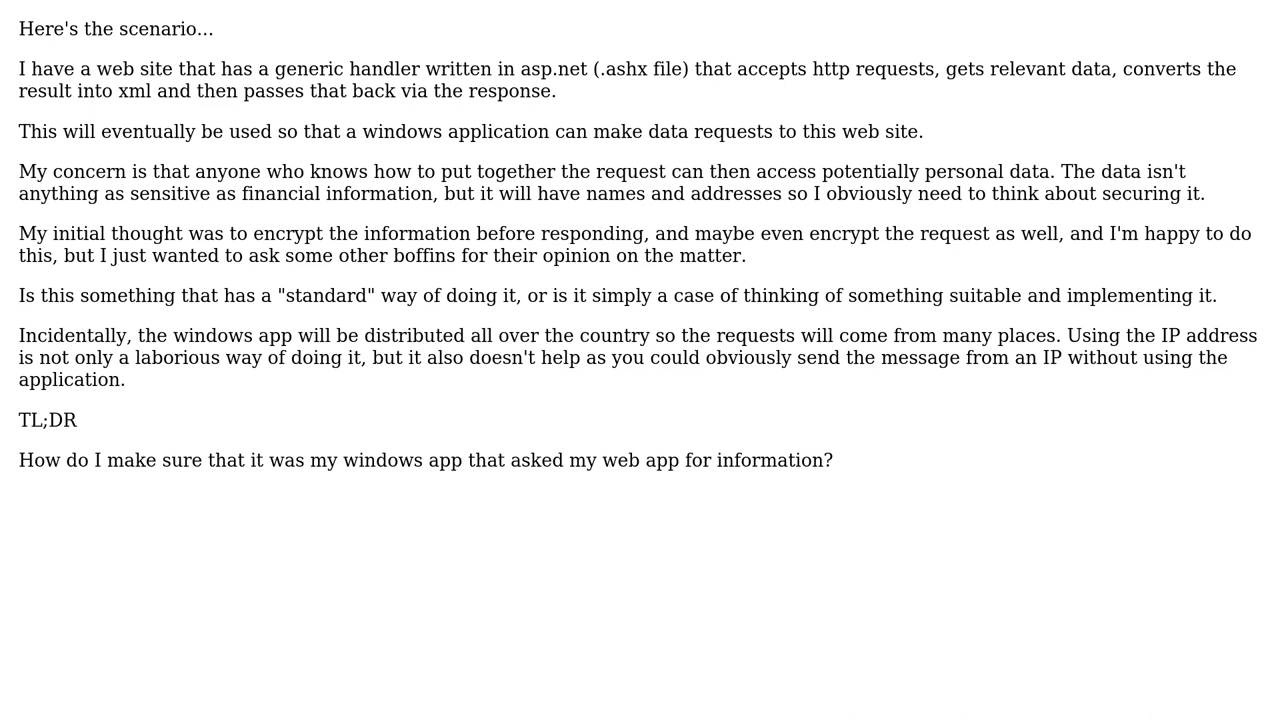 Here's the scenario...
I have a web site that has a generic handler written in asp.net (.ashx file) that accepts http requests, gets relevant data, converts the
result into xml and then passes that back via the response.
This will eventually be used so that a windows application can make data requests to this web site.
My concern is that anyone who knows how to put together the request can then access potentially personal data. The data isn't
anything as sensitive as financial information, but it will have names and addresses so I obviously need to think about securing it.
My initial thought was to encrypt the information before responding, and maybe even encrypt the request as well, and I'm happy to do
this, but I just wanted to ask some other boffins for their opinion on the matter.
Is this something that has a "standard" way of doing it, or is it simply a case of thinking of something suitable and implementing it.
Incidentally, the windows app will be distributed all over the country so the requests will come from many places. Using the IP address
is not only a laborious way of doing it, but it also doesn't help as you could obviously send the message from an IP without using the
application.
TL;DR
How do I make sure that it was my windows app that asked my web app for information?